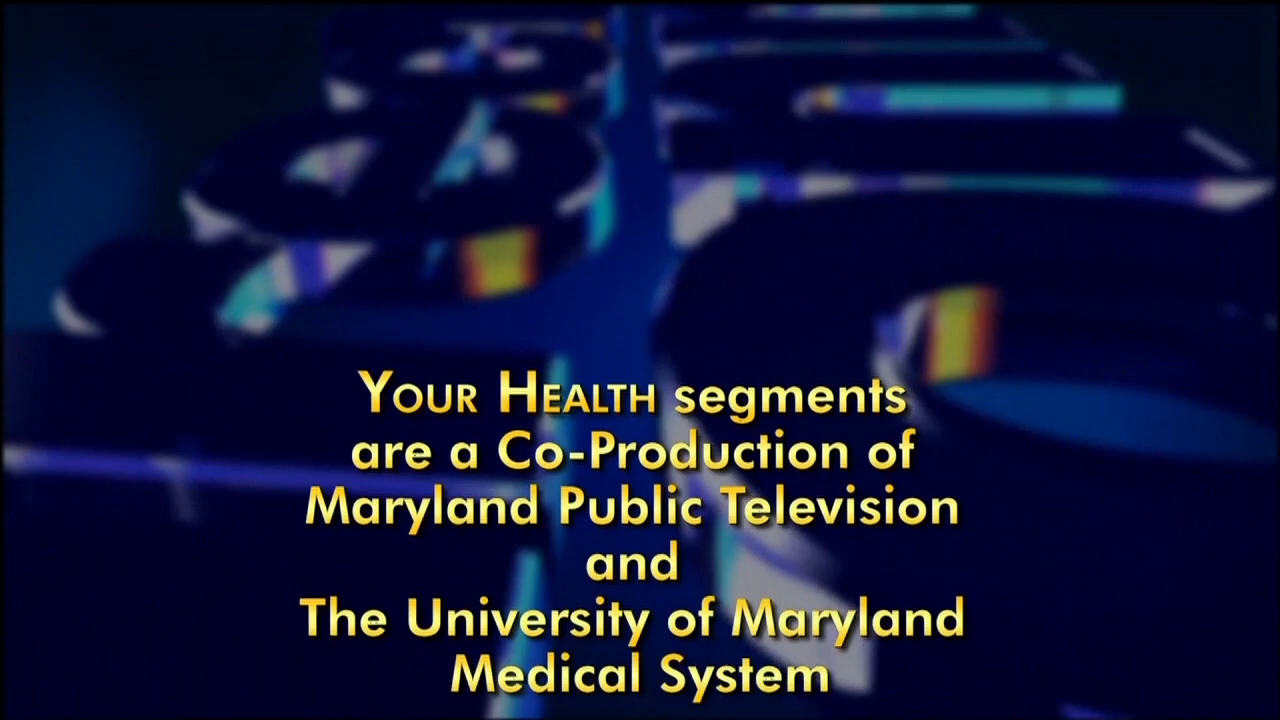 Your Health segments
are a Co-Production of
Maryland Public Television
and
The University of Maryland
Medical System